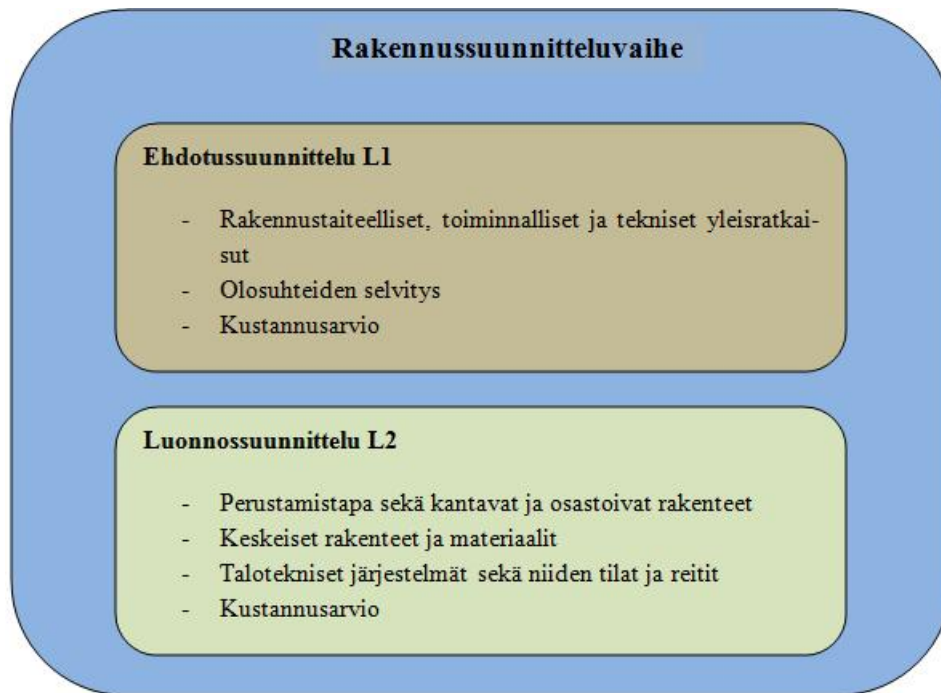 Rakennussuunnitteluvaihe
Ehdotussuunnittelu L1
- Rakennustaiteelliset, toiminnalliset ja tekniset yleisratkai-
sut
- Olosuhteiden selvitys
- Kustannusarvio
Luonnossuunnittelu L2
- Perustamistapa sekä kantavat ja osastoivat rakenteet
- Keskeiset rakenteet ja materiaalit
- Talotekniset järjestelmät sekä niiden tilat ja reitit
- Kustannusarvio